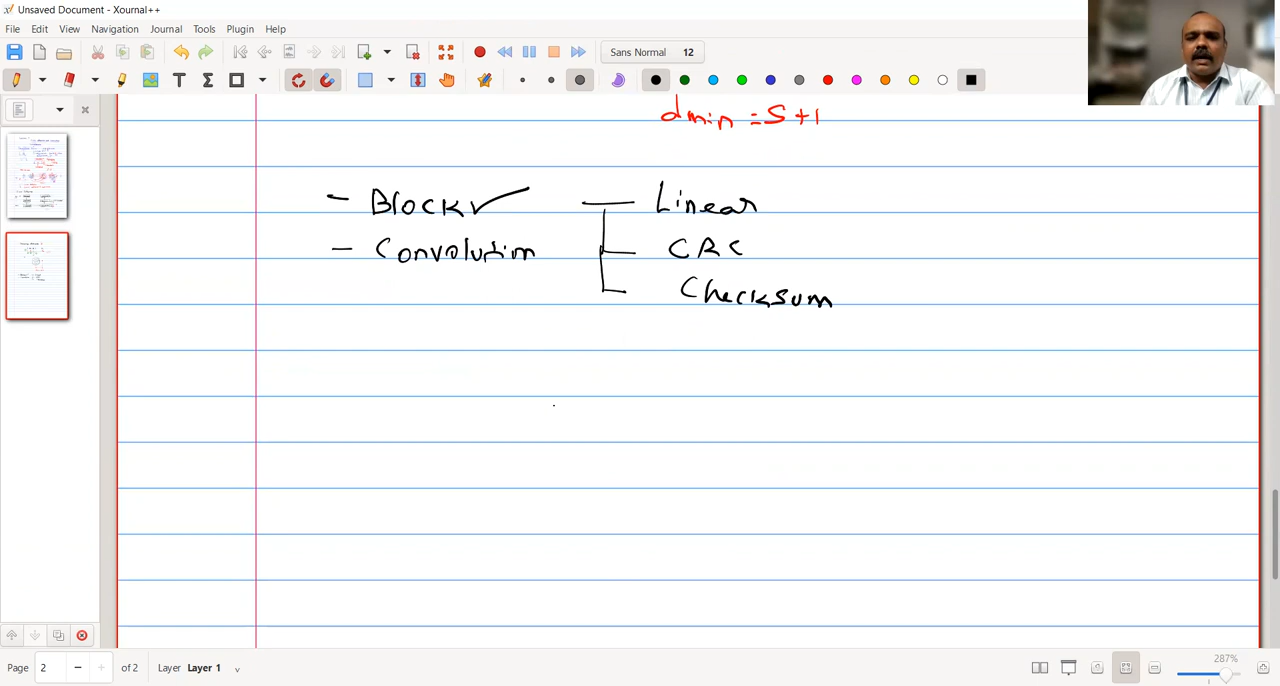 Unsaved Document - Xournal++
File Edit View Navigation Journal Tools Plugin Help
Sans Normal 12
dmin = S+1
- Block ✓ Linear
- Convolution CRC
Checksum
287%
Page 2 of 2 Layer Layer 1